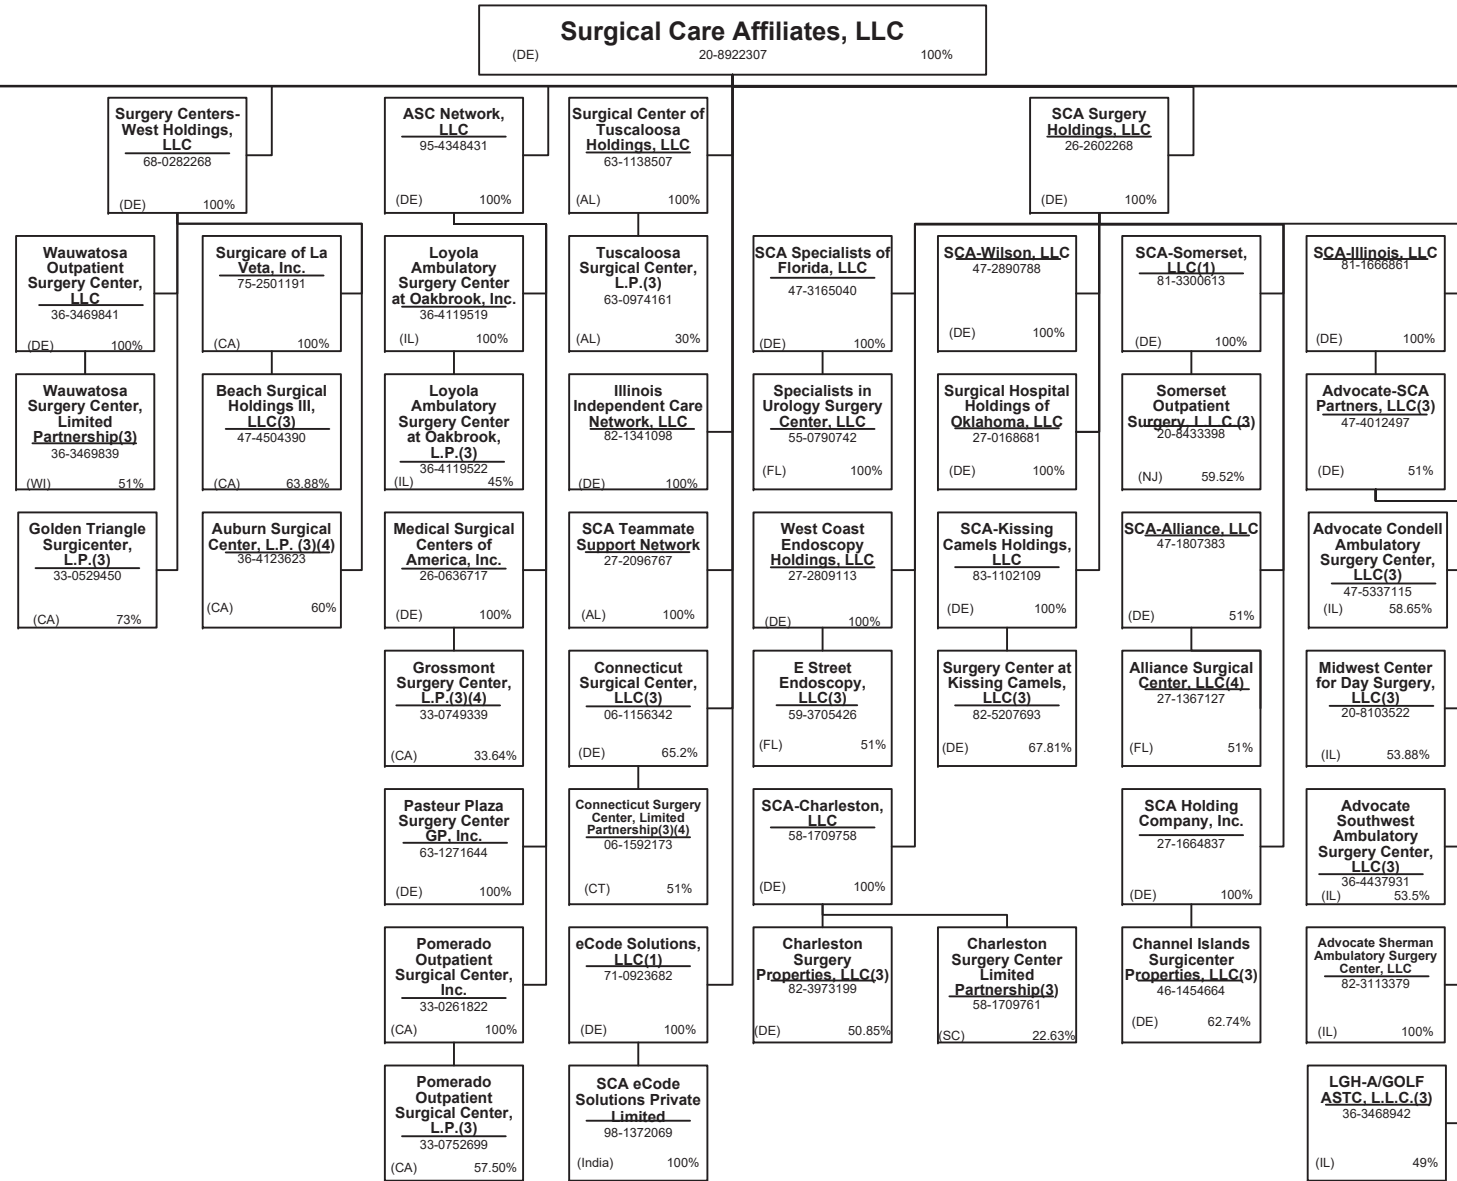 Surgical Care Affiliates, LLC
(DE) 20-8922307 100%
Surgery Centers-
West Holdings,
LLC
68-0282268
(DE) 100%
ASC Network,
LLC
95-4348431
(DE) 100%
Surgical Center of
Tuscaloosa
Holdings, LLC
63-1138507
(AL) 100%
SCA Surgery
Holdings, LLC
26-2602268
(DE) 100%
Wauwatosa
Outpatient
Surgery Center,
LLC
36-3469841
(DE) 100%
Surgicare of La
Veta, Inc.
75-2501191
(CA) 100%
Loyola
Ambulatory
Surgery Center
at Oakbrook, Inc.
36-4119519
(IL) 100%
Tuscaloosa
Surgical Center,
L.P.(3)
63-0974161
(AL) 30%
SCA Specialists of
Florida, LLC
47-3165040
(DE) 100%
SCA-Wilson, LLC
47-2890788
(DE) 100%
SCA-Somerset,
LLC(1)
81-3300613
(DE) 100%
SCA-Illinois, LLC
81-1666861
(DE) 100%
Wauwatosa
Surgery Center,
Limited
Partnership(3)
36-3469839
(WI) 51%
Beach Surgical
Holdings III,
LLC(3)
47-4504390
(CA) 63.88%
Loyola
Ambulatory
Surgery Center
at Oakbrook,
L.P.(3)
36-4119522
(IL) 45%
Illinois
Independent Care
Network, LLC
82-1341098
(DE) 100%
Specialists in
Urology Surgery
Center, LLC
55-0790742
(FL) 100%
Surgical Hospital
Holdings of
Oklahoma, LLC
27-0168681
(DE) 100%
Somerset
Outpatient
Surgery, L.L.C.(3)
20-8433398
(NJ) 59.52%
Advocate-SCA
Partners, LLC(3)
47-4012497
(DE) 51%
Golden Triangle
Surgicenter,
L.P.(3)
33-0529450
(CA) 73%
Auburn Surgical
Center, L.P. (3)(4)
36-4123623
(CA) 60%
Medical Surgical
Centers of
America, Inc.
26-0636717
(DE) 100%
SCA Teammate
Support Network
27-2096767
(AL) 100%
West Coast
Endoscopy
Holdings, LLC
27-2809113
(DE) 100%
SCA-Kissing
Camels Holdings,
LLC
83-1102109
(DE) 100%
SCA-Alliance, LLC
47-1807383
(DE) 51%
Advocate Condell
Ambulatory
Surgery Center,
LLC(3)
47-5337115
(IL) 58.65%
Grossmont
Surgery Center,
L.P.(3)(4)
33-0749339
(CA) 33.64%
Connecticut
Surgical Center,
LLC(3)
06-1156342
(DE) 65.2%
E Street
Endoscopy,
LLC(3)
59-3705426
(FL) 51%
Surgery Center at
Kissing Camels,
LLC(3)
82-5207693
(DE) 67.81%
Alliance Surgical
Center, LLC(4)
27-1367127
(FL) 51%
Midwest Center
for Day Surgery,
LLC(3)
20-8103522
(IL) 53.88%
Pasteur Plaza
Surgery Center
GP, Inc.
63-1271644
(DE) 100%
Connecticut Surgery
Center, Limited
Partnership(3)(4)
06-1592173
(CT) 51%
SCA-Charleston,
LLC
58-1709758
(DE) 100%
SCA Holding
Company, Inc.
27-1664837
(DE) 100%
Advocate
Southwest
Ambulatory
Surgery Center,
LLC(3)
36-4437931
(IL) 53.5%
Pomerado
Outpatient
Surgical Center,
Inc.
33-0261822
(CA) 100%
eCode Solutions,
LLC(1)
71-0923682
(DE) 100%
Charleston
Surgery
Properties, LLC(3)
82-3973199
(DE) 50.85%
Charleston
Surgery Center
Limited
Partnership(3)
58-1709761
(SC) 22.63%
Channel Islands
Surgicenter
Properties, LLC(3)
46-1454664
(DE) 62.74%
Advocate Sherman
Ambulatory Surgery
Center, LLC
82-3113379
(IL) 100%
Pomerado
Outpatient
Surgical Center,
L.P.(3)
33-0752699
(CA) 57.50%
SCA eCode
Solutions Private
Limited
98-1372069
(India) 100%
LGH-A/GOLF
ASTC, L.L.C.(3)
36-3468942
(IL) 49%